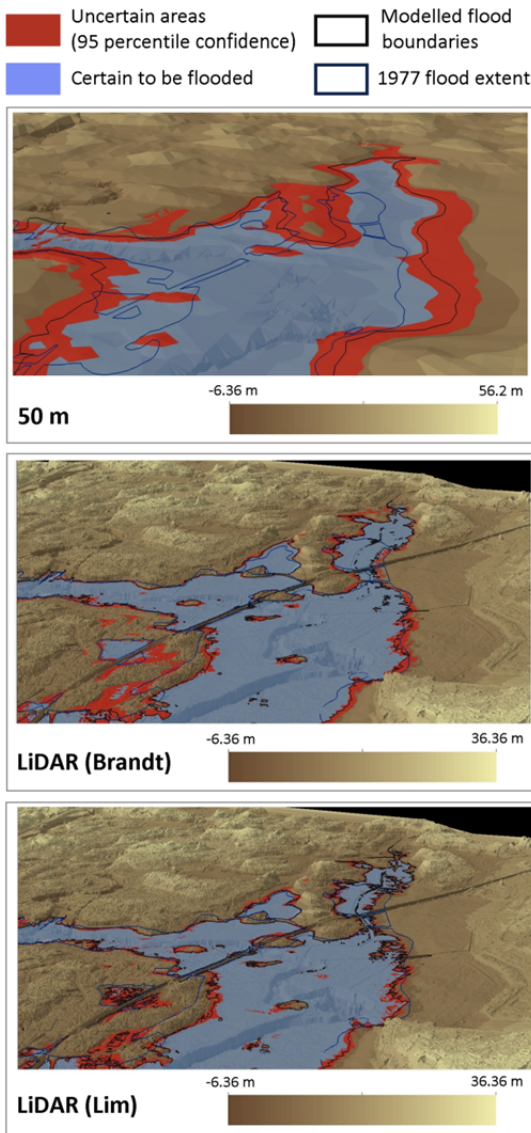 Uncertain areas
(95 percentile confidence)
Modelled flood
boundaries
Certain to be flooded
1977 flood extent
-6.36 m
56.2 m
50 m
-6.36 m
36.36 m
LiDAR (Brandt)
-6.36 m
36.36 m
LiDAR (Lim)